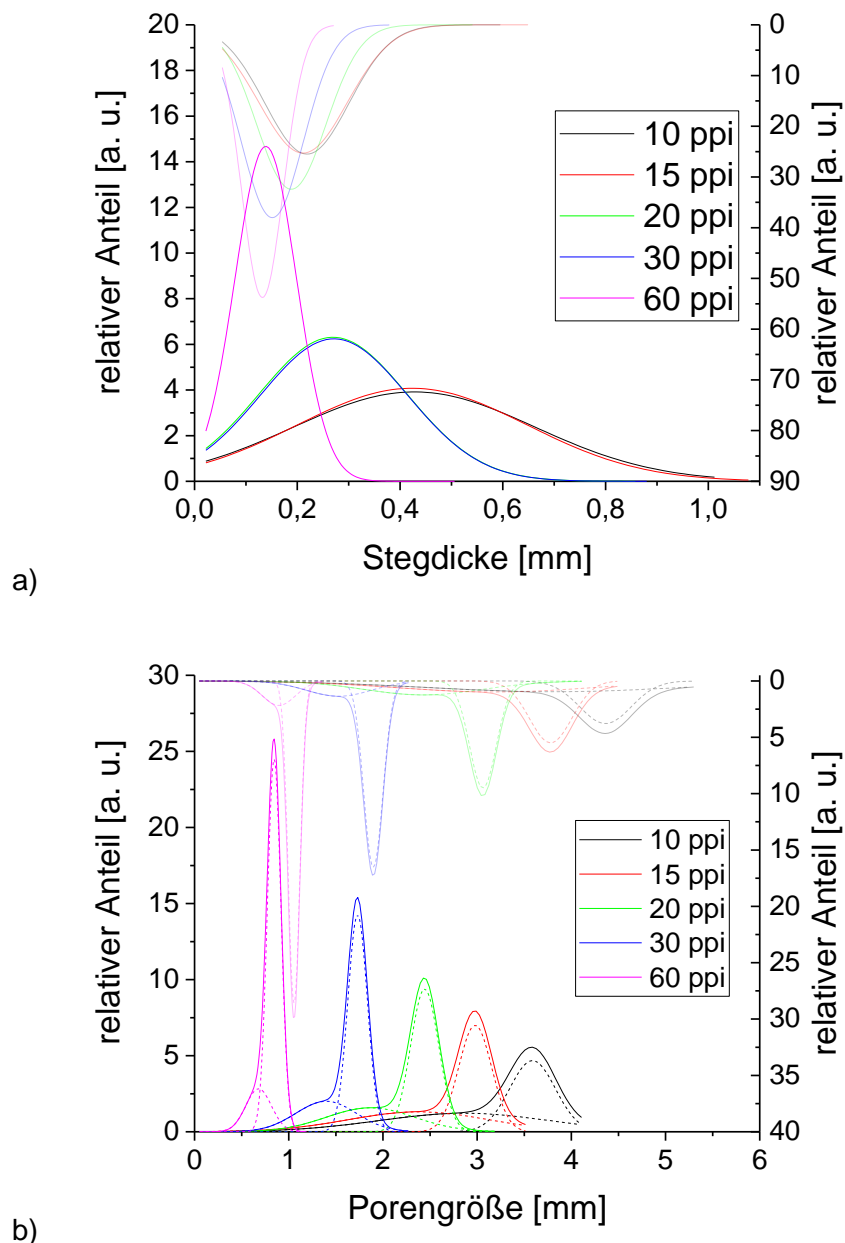 20
18
16
14
12
10
8
6
4
2
0
relativer Anteil [a. u.]
0
10
20
30
40
50
60
70
80
90
relativer Anteil [a. u.]
10 ppi
15 ppi
20 ppi
30 ppi
60 ppi
0,0 0,2 0,4 0,6 0,8 1,0
Stegdicke [mm]
a)
30
25
20
15
10
5
0
relativer Anteil [a. u.]
0
5
10
15
20
25
30
35
40
relativer Anteil [a. u.]
10 ppi
15 ppi
20 ppi
30 ppi
60 ppi
0 1 2 3 4 5 6
Porengröße [mm]
b)